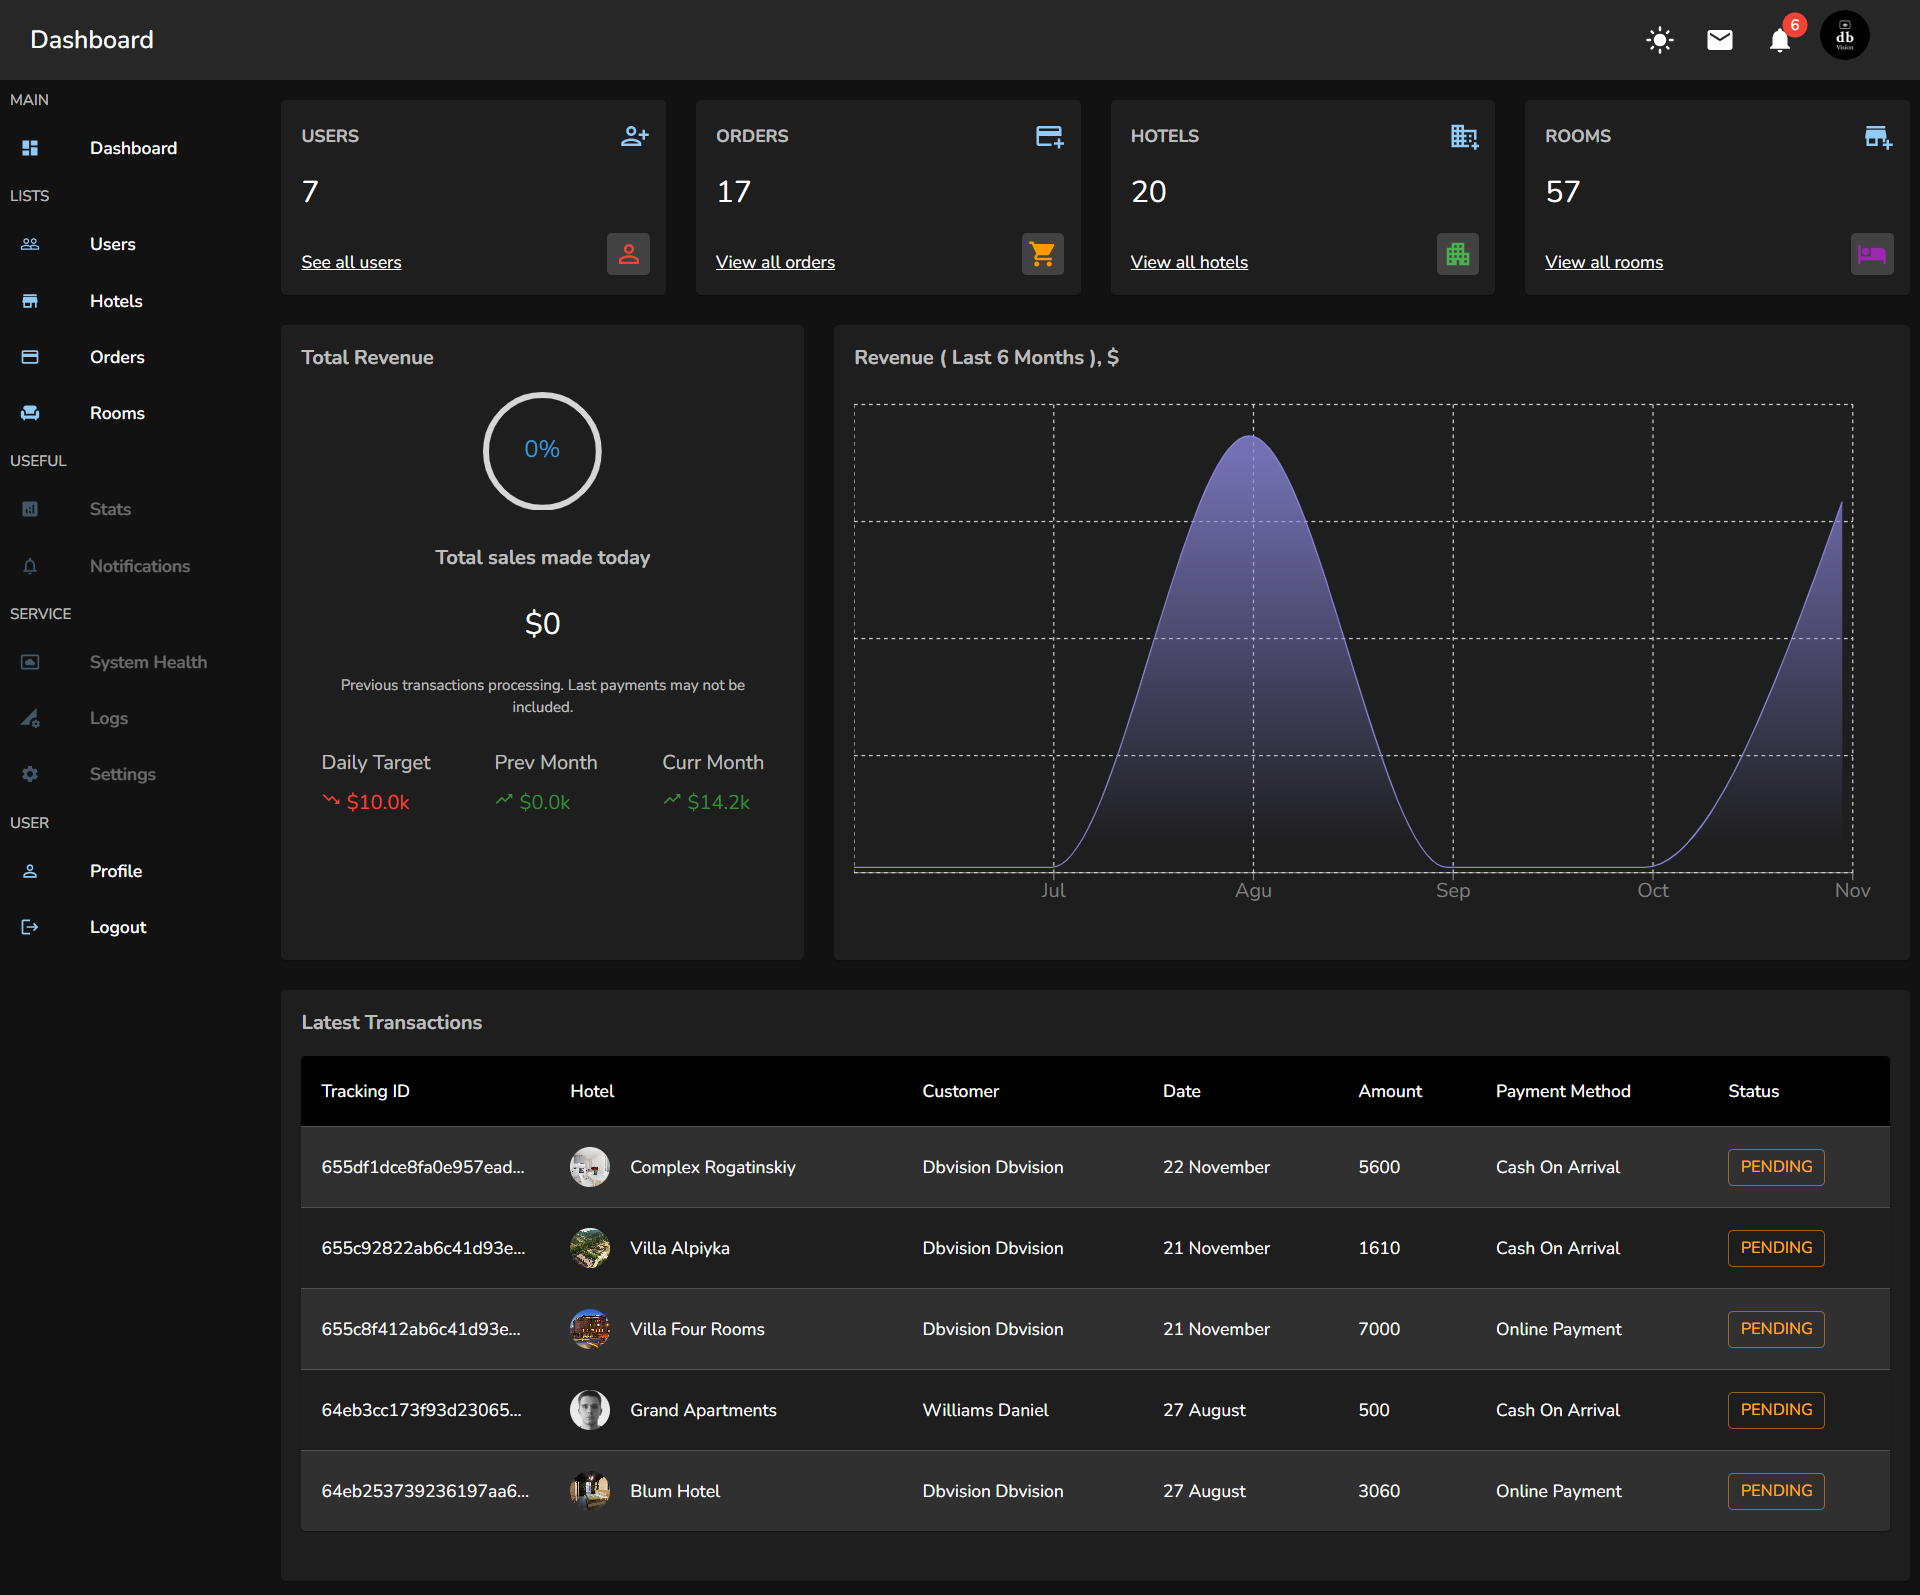 Dashboard
6
db
Vision
MAIN
Dashboard
LISTS
Users
Hotels
Orders
Rooms
USEFUL
Stats
Notifications
SERVICE
System Health
Logs
Settings
USER
Profile
Logout
USERS
7
See all users
ORDERS
17
View all orders
HOTELS
20
View all hotels
ROOMS
57
View all rooms
Total Revenue
0%
Total sales made today
$0
Previous transactions processing. Last payments may not be
included.
Daily Target Prev Month Curr Month
$10.0k $0.0k $14.2k
Revenue ( Last 6 Months ), $
Jul Agu Sep Oct Nov
Latest Transactions
Tracking ID Hotel Customer Date Amount Payment Method Status
655df1dce8fa0e957ead... Complex Rogatinskiy Dbvision Dbvision 22 November 5600 Cash On Arrival PENDING
655c92822ab6c41d93e... Villa Alpiyka Dbvision Dbvision 21 November 1610 Cash On Arrival PENDING
655c8f412ab6c41d93e... Villa Four Rooms Dbvision Dbvision 21 November 7000 Online Payment PENDING
64eb3cc173f93d23065... Grand Apartments Williams Daniel 27 August 500 Cash On Arrival PENDING
64eb253739236197aa6... Blum Hotel Dbvision Dbvision 27 August 3060 Online Payment PENDING